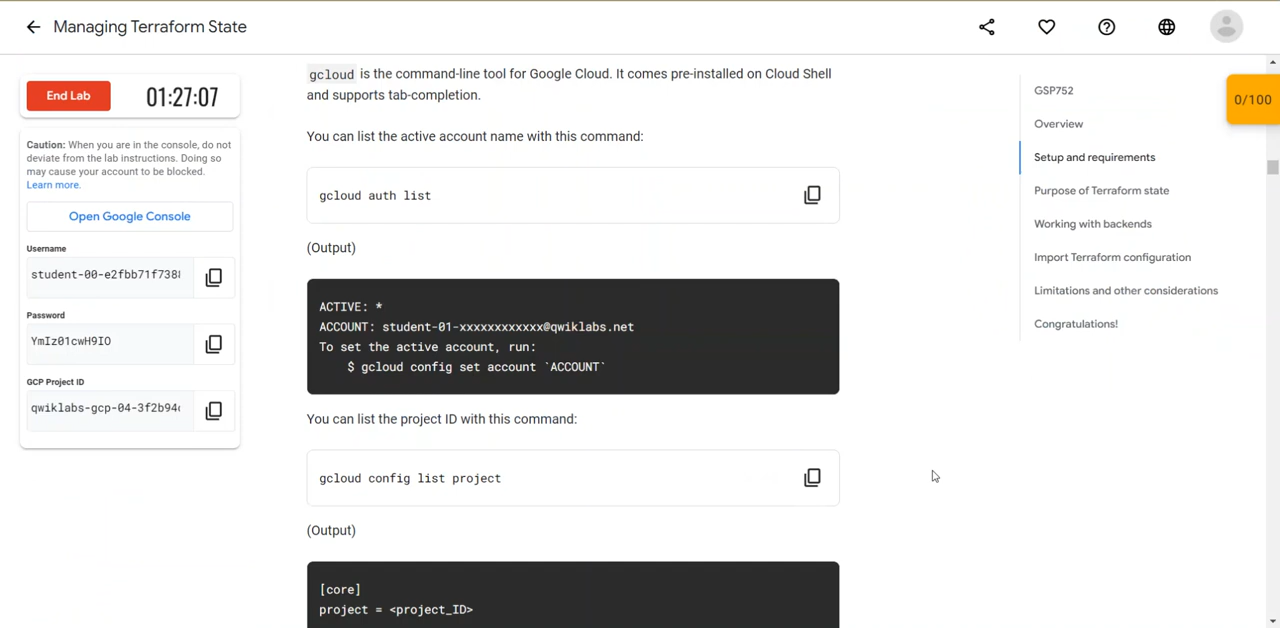 Managing Terraform State
End Lab
01:27:07
Caution: When you are in the console, do not
deviate from the lab instructions. Doing so
may cause your account to be blocked.
Learn more.
Open Google Console
Username
student-00-e2fbb71f738
Password
YmIz01cwH9IO
GCP Project ID
qwiklabs-gcp-04-3f2b94
gcloud is the command-line tool for Google Cloud. It comes pre-installed on Cloud Shell
and supports tab-completion.
You can list the active account name with this command:
gcloud auth list
(Output)
ACTIVE: *
ACCOUNT: student-01-xxxxxxxxxxxx@qwiklabs.net
To set the active account, run:
$ gcloud config set account `ACCOUNT`
You can list the project ID with this command:
gcloud config list project
(Output)
[core]
project = <project_ID>
GSP752
Overview
Setup and requirements
Purpose of Terraform state
Working with backends
Import Terraform configuration
Limitations and other considerations
Congratulations!
0/100